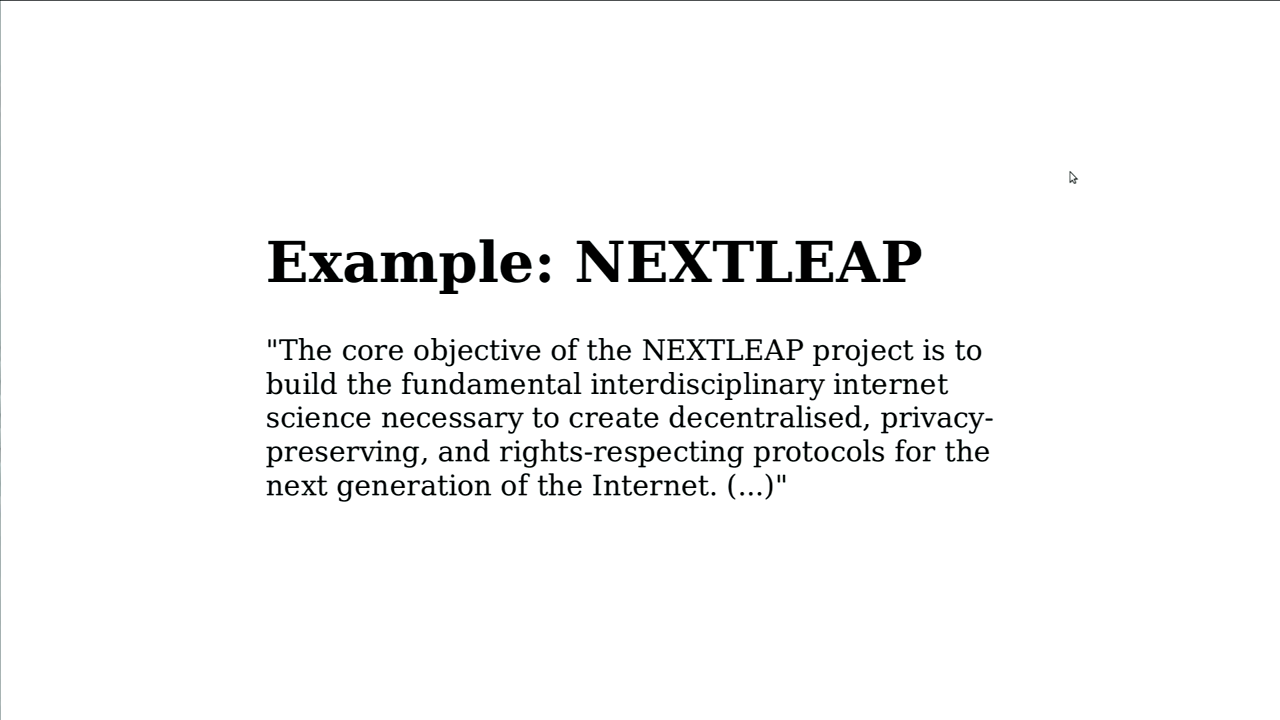 Example: NEXTLEAP
"The core objective of the NEXTLEAP project is to
build the fundamental interdisciplinary internet
science necessary to create decentralised, privacy-
preserving, and rights-respecting protocols for the
next generation of the Internet. (...)"